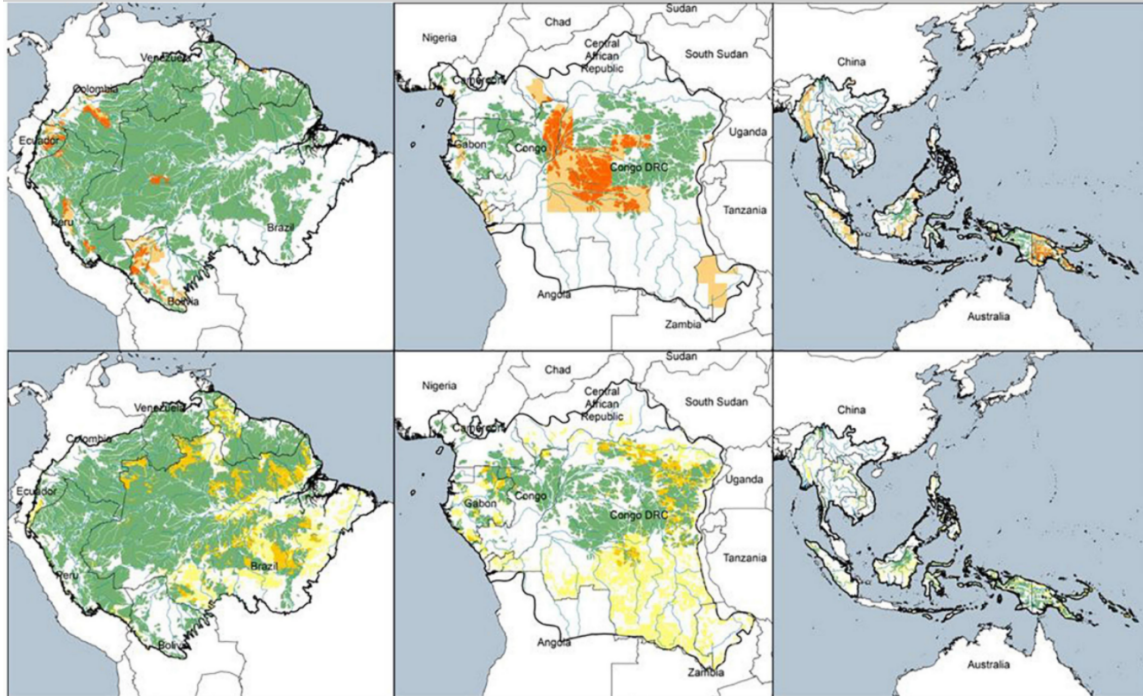 Venezuela
Colombia
Ecuador
Peru
Brazil
Bolivia
Chad
Nigeria
Central
African
Republic
South Sudan
Cameroon
Uganda
Gabon
Congo
Congo DRC
Tanzania
Angola
Zambia
China
Australia
Venezuela
Colombia
Ecuador
Peru
Brazil
Bolivia
Sudan
Chad
Nigeria
Central
African
Republic
South Sudan
Cameroon
Uganda
Gabon
Congo
Congo DRC
Tanzania
Angola
Zambia
China
Australia